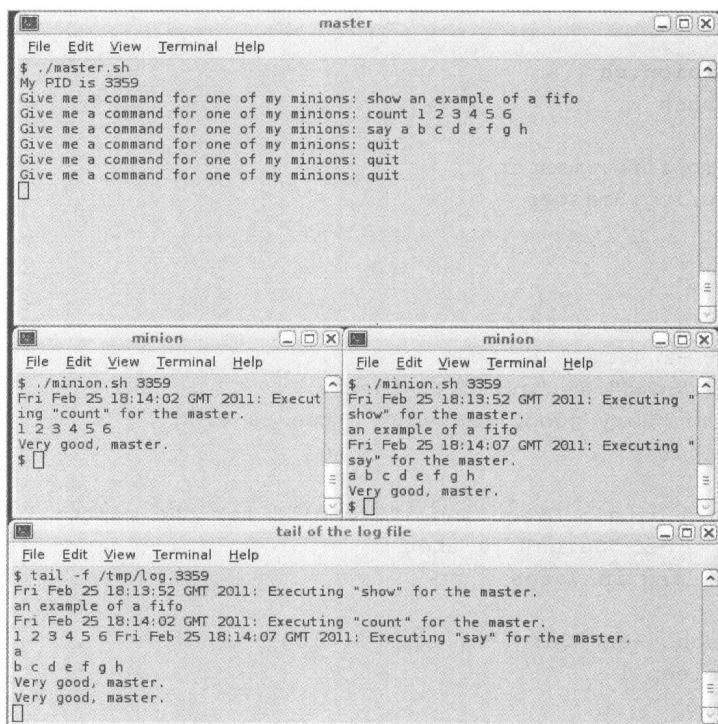 master
File Edit View Terminal Help
$ ./master.sh
My PID is 3359
Give me a command for one of my minions: show an example of a fifo
Give me a command for one of my minions: count 1 2 3 4 5 6
Give me a command for one of my minions: say a b c d e f g h
Give me a command for one of my minions: quit
Give me a command for one of my minions: quit
Give me a command for one of my minions: quit
minion
File Edit View Terminal Help
$ ./minion.sh 3359
Fri Feb 25 18:14:02 GMT 2011: Execut
ing "count" for the master.
1 2 3 4 5 6
Very good, master.
$
minion
File Edit View Terminal Help
$ ./minion.sh 3359
Fri Feb 25 18:13:52 GMT 2011: Executing "
show" for the master.
an example of a fifo
Fri Feb 25 18:14:07 GMT 2011: Executing "
say" for the master.
a b c d e f g h
Very good, master.
$
tail of the log file
File Edit View Terminal Help
$ tail -f /tmp/log.3359
Fri Feb 25 18:13:52 GMT 2011: Executing "show" for the master.
an example of a fifo
Fri Feb 25 18:14:02 GMT 2011: Executing "count" for the master.
1 2 3 4 5 6 Fri Feb 25 18:14:07 GMT 2011: Executing "say" for the master.
a
b c d e f g h
Very good, master.
Very good, master.